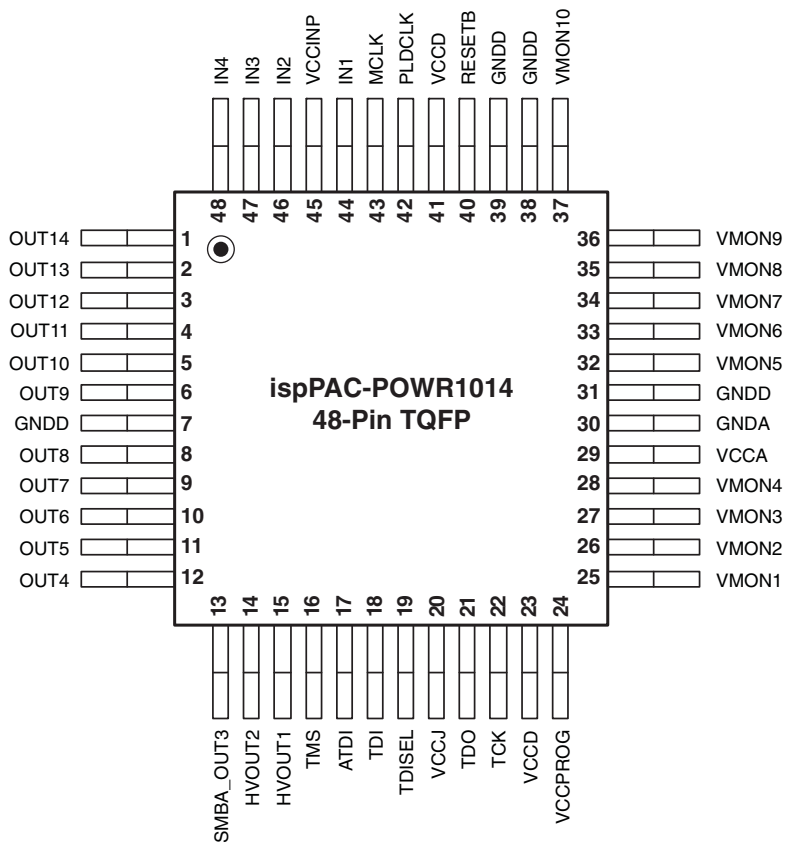 IN4
IN3
IN2
VCCINP
IN1
MCLK
PLDCLK
VCCD
RESETB
GNDD
GNDD
VMON10
48
47
46
45
44
43
42
41
40
39
38
37
OUT14 1
OUT13 2
OUT12 3
OUT11 4
OUT10 5
OUT9 6
GNDD 7
OUT8 8
OUT7 9
OUT6 10
OUT5 11
OUT4 12
ispPAC-POWR1014
48-Pin TQFP
36 VMON9
35 VMON8
34 VMON7
33 VMON6
32 VMON5
31 GNDD
30 GNDA
29 VCCA
28 VMON4
27 VMON3
26 VMON2
25 VMON1
13
14
15
16
17
18
19
20
21
22
23
24
SMBA_OUT3
HVOUT2
HVOUT1
TMS
ATDI
TDI
TDISEL
VCCJ
TDO
TCK
VCCD
VCCPROG